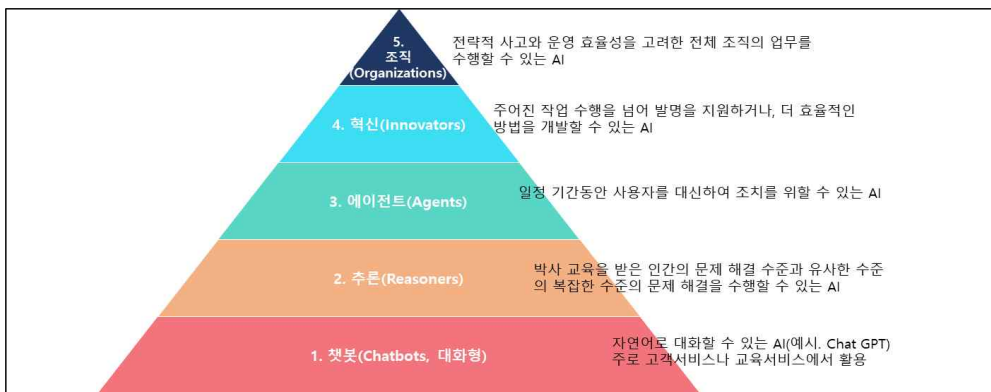 5.
조직
(Organizations)
전략적 사고와 운영 효율성을 고려한 전체 조직의 업무를
수행할 수 있는 AI
4. 혁신(Innovators)
주어진 작업 수행을 넘어 발명을 지원하거나, 더 효율적인
방법을 개발할 수 있는 AI
3. 에이전트(Agents)
일정 기간동안 사용자를 대신하여 조치를 위할 수 있는 AI
2. 추론(Reasoners)
박사 교육을 받은 인간의 문제 해결 수준과 유사한 수준
의 복잡한 수준의 문제 해결을 수행할 수 있는 AI
1. 챗봇(Chatbots, 대화형)
자연어로 대화할 수 있는 AI(예시. Chat GPT)
주로 고객서비스나 교육서비스에서 활용